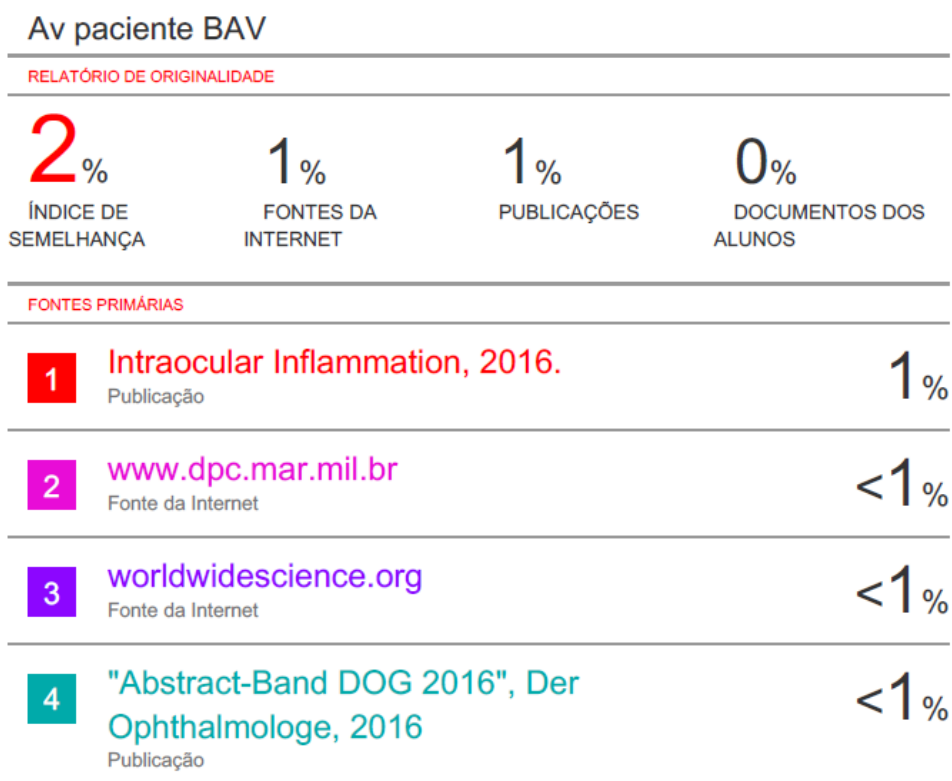 Av paciente BAV
RELATÓRIO DE ORIGINALIDADE
2%
1%
1%
0%
ÍNDICE DE
SEMELHANÇA
FONTES DA
INTERNET
PUBLICAÇÕES
DOCUMENTOS DOS
ALUNOS
FONTES PRIMÁRIAS
1
Intraocular Inflammation, 2016.
Publicação
1%
2
www.dpc.mar.mil.br
Fonte da Internet
<1%
3
worldwidescience.org
Fonte da Internet
<1%
4
"Abstract-Band DOG 2016", Der
Ophthalmologe, 2016
Publicação
<1%